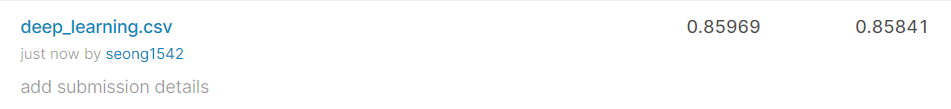 deep_learning.csv 0.85969 0.85841
just now by seong1542
add submission details